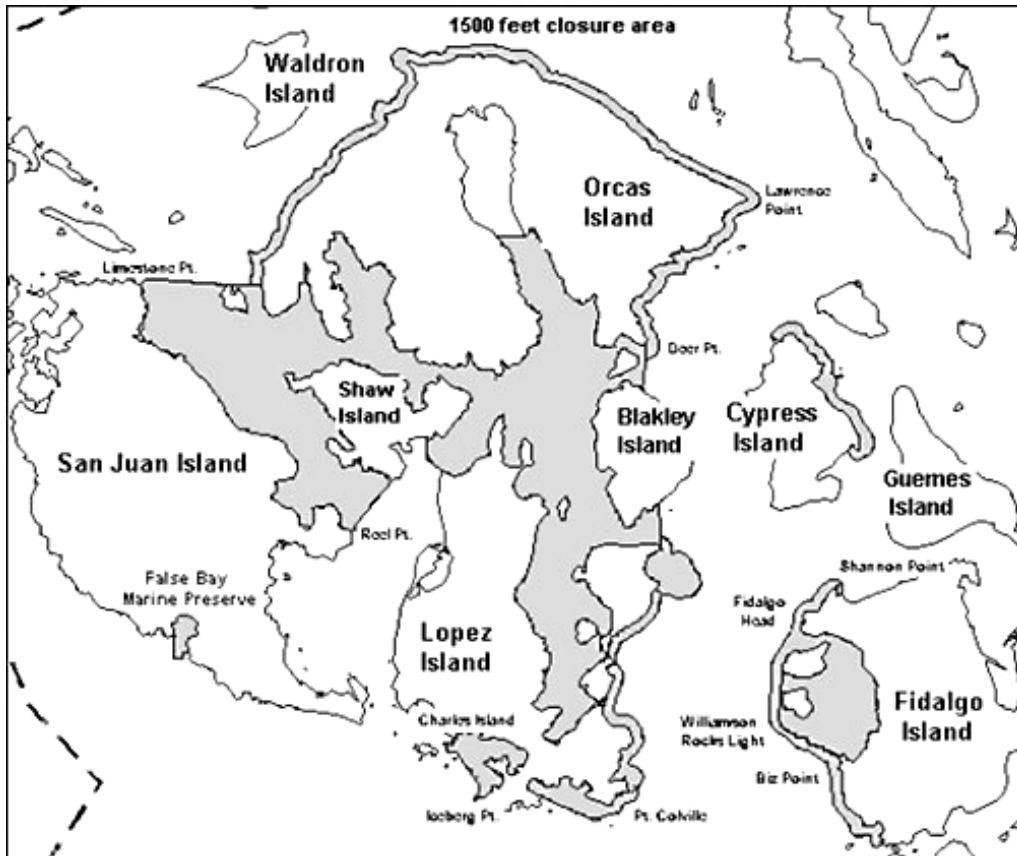 1500 feet closure area
Waldron
Island
Orcas
Island
Lawrence
Point
Limestone Pt.
Deer Pt.
Shaw
Island
Blakley
Island
Cypress
Island
San Juan Island
Guemes
Island
Reel Pt.
Shannon Point
False Bay
Marine Preserve
Fidalgo
Head
Lopez
Island
Fidalgo
Island
Charles Island
Williamson
Rocks Light
Biz Point
Iceberg Pt.
Pt. Colville